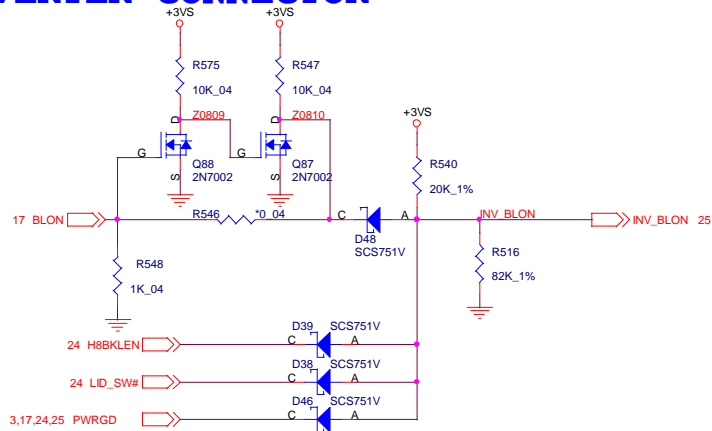 +3VS +3VS
R575 R547
10K_04 10K_04
D Z0809 D Z0810
+3VS
G G
Q88 Q87
2N7002 2N7002
S S
R540
20K_1%
17 BLON R546 *0_04 C A INV_BLON INV_BLON 25
D48
SCS751V
R548
1K_04
R516
82K_1%
D39 SCS751V
24 H8BKLEN C A
D38 SCS751V
24 LID_SW# C A
D46 SCS751V
3,17,24,25 PWRGD C A